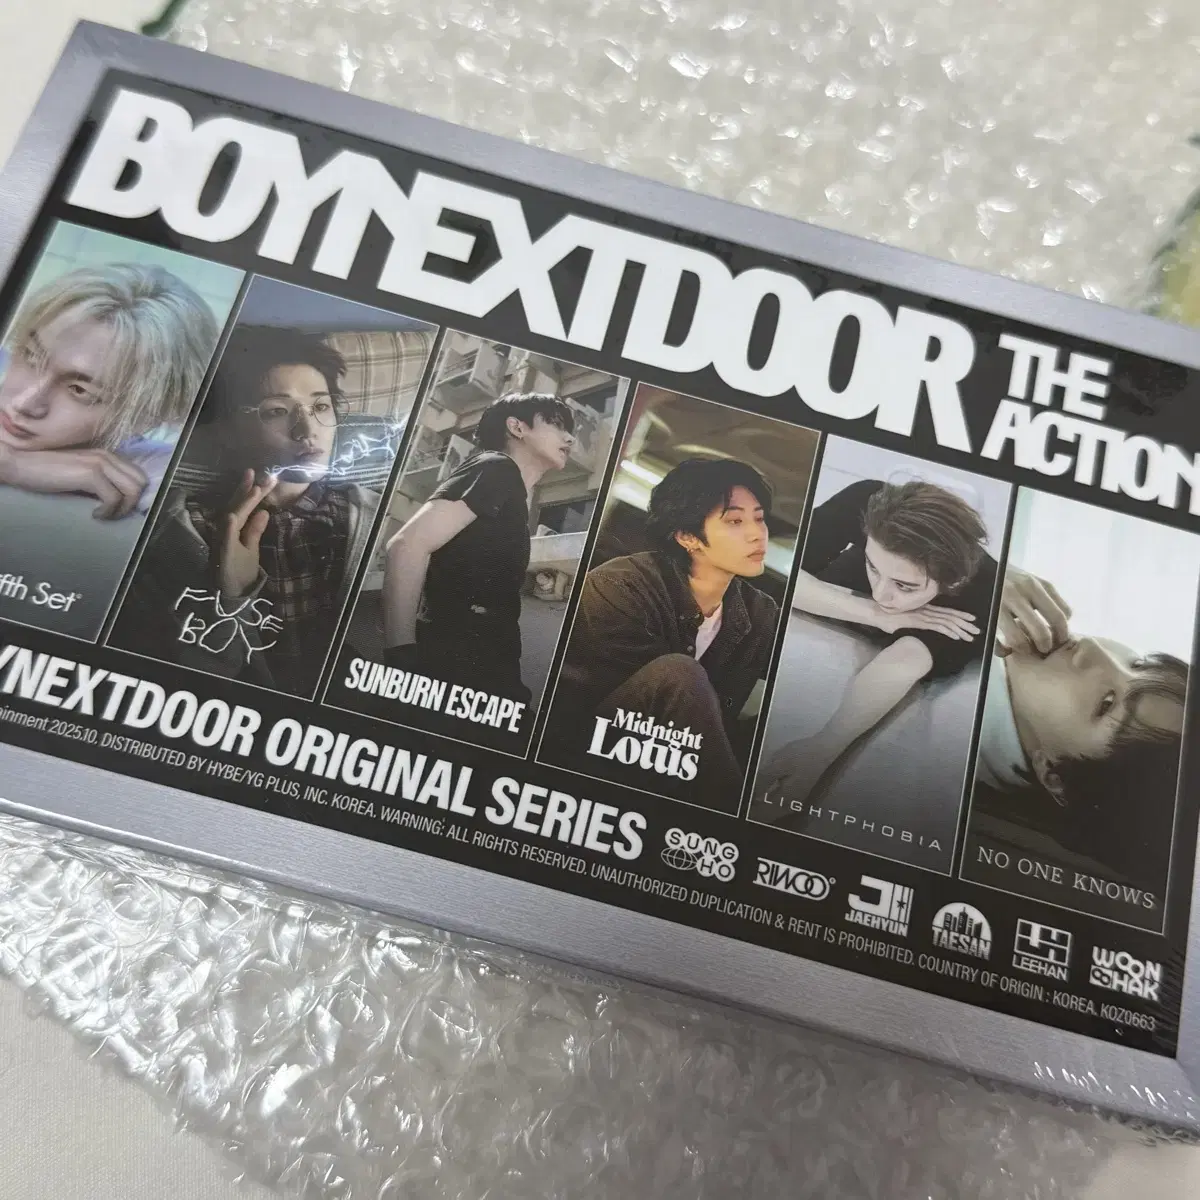 BOYNEXTDOOR THE
ACTION
fth Set
FUSE
BOY
SUNBURN ESCAPE
Midnight
Lotus
LIGHTPHOBIA
NO ONE KNOWS
YNEXTDOOR ORIGINAL SERIES
SUNG
HO
RIWOO
JAEHYUN
TAESAN
LEEHAN
WOON
HAK
ainment 2025.10. DISTRIBUTED BY HYBE/YG PLUS, INC. KOREA. WARNING: ALL RIGHTS RESERVED. UNAUTHORIZED DUPLICATION & RENT IS PROHIBITED. COUNTRY OF ORIGIN : KOREA. KOZ0663